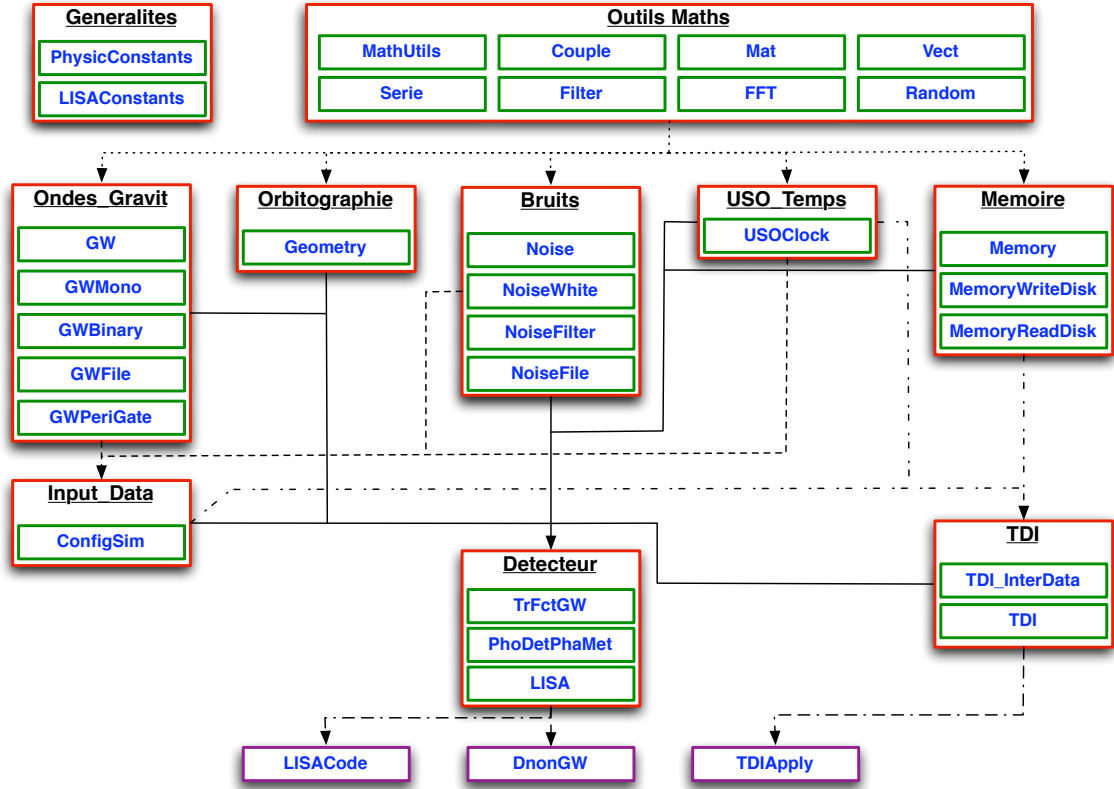 Generalites
PhysicConstants
LISAConstants
Outils Maths
MathUtils Couple Mat Vect
Serie Filter FFT Random
Ondes_Gravit
GW
GWMono
GWBinary
GWFile
GWPeriGate
Orbitographie
Geometry
Bruits
Noise
NoiseWhite
NoiseFilter
NoiseFile
USO_Temps
USOClock
Memoire
Memory
MemoryWriteDisk
MemoryReadDisk
Input_Data
ConfigSim
Detecteur
TrFctGW
PhoDetPhaMet
LISA
TDI
TDI_InterData
TDI
LISACode
DnonGW
TDIApply